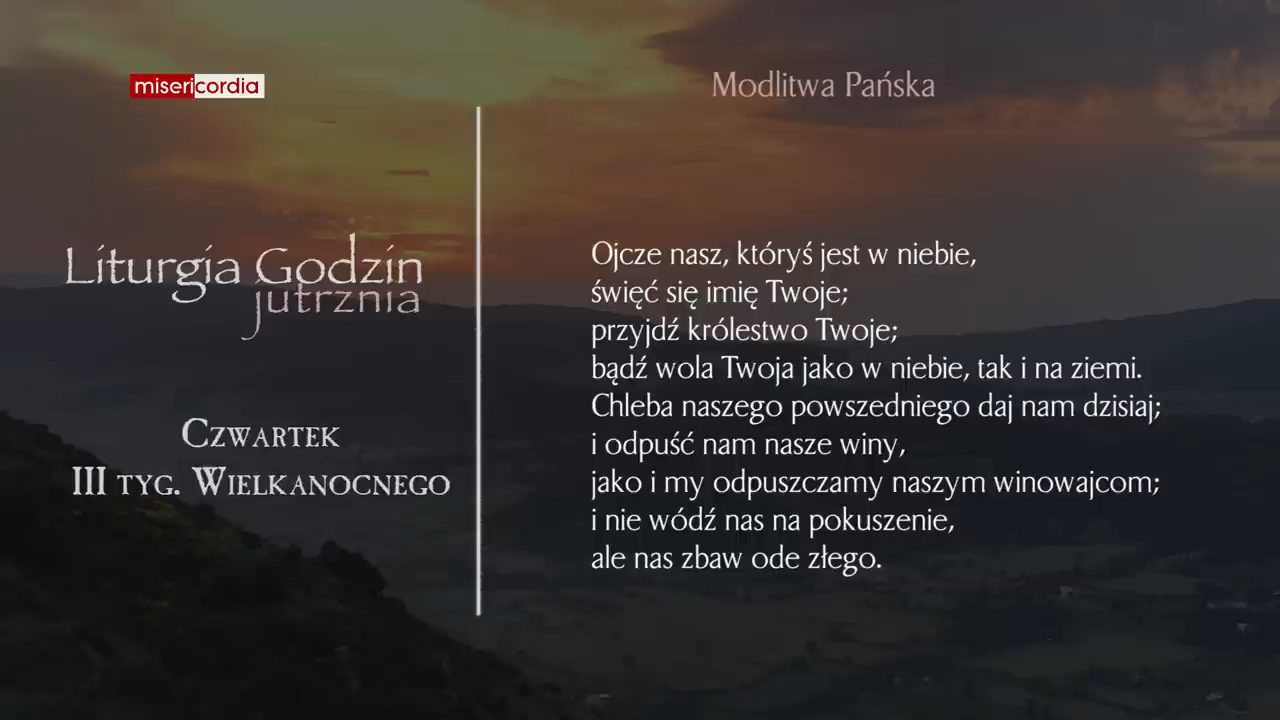 misericordia
Liturgia Godzin
jutrznia
Czwartek
III tyg. Wielkanocnego
Modlitwa Pańska
Ojcze nasz, któryś jest w niebie,
święć się imię Twoje;
przyjdź królestwo Twoje;
bądź wola Twoja jako w niebie, tak i na ziemi.
Chleba naszego powszedniego daj nam dzisiaj;
i odpuść nam nasze winy,
jako i my odpuszczamy naszym winowajcom;
i nie wódź nas na pokuszenie,
ale nas zbaw ode złego.